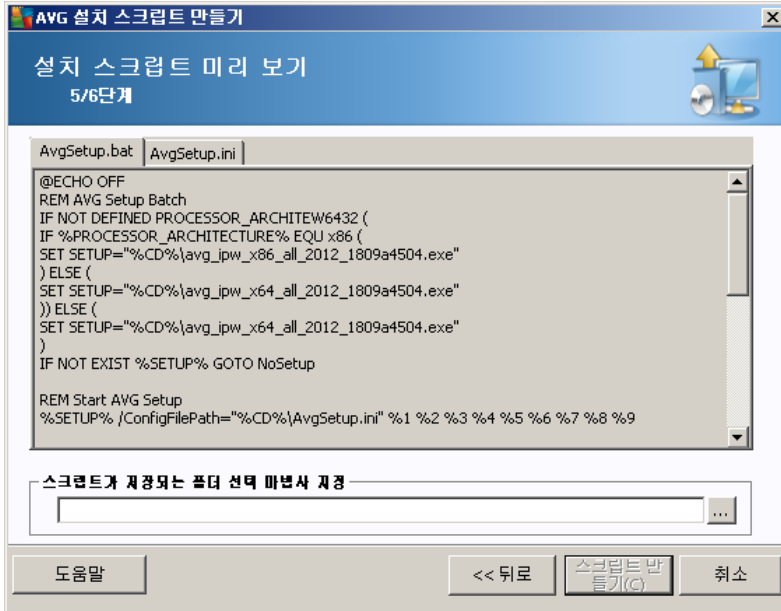 AVG 설치 스크립트 만들기
설치 스크립트 미리 보기
5/6단계
AvgSetup.bat AvgSetup.ini
@ECHO OFF
REM AVG Setup Batch
IF NOT DEFINED PROCESSOR_ARCHITEW6432 (
IF %PROCESSOR_ARCHITECTURE% EQU x86 (
SET SETUP="%CD%\avg_ipw_x86_all_2012_1809a4504.exe"
) ELSE (
SET SETUP="%CD%\avg_ipw_x64_all_2012_1809a4504.exe"
)) ELSE (
SET SETUP="%CD%\avg_ipw_x64_all_2012_1809a4504.exe"
)
IF NOT EXIST %SETUP% GOTO NoSetup
REM Start AVG Setup
%SETUP% /ConfigFilePath="%CD%\AvgSetup.ini" %1 %2 %3 %4 %5 %6 %7 %8 %9
스크립트가 저장되는 폴더 선택 마법사 지정
...
도움말 << 뒤로 스크립트 만
들기(C) 취소